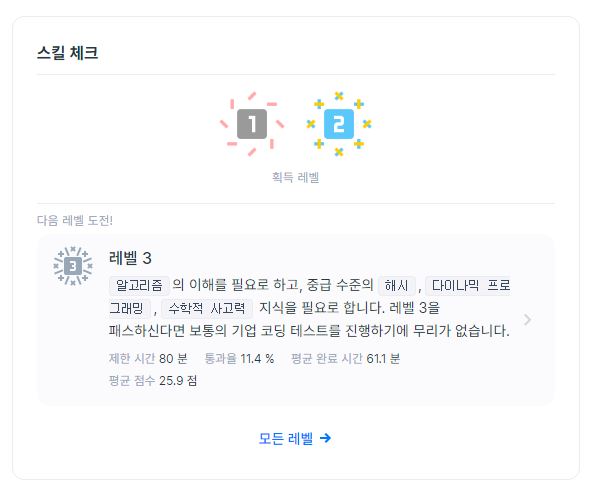 스킬 체크
1 2
획득 레벨
다음 레벨 도전!
3
레벨 3
알고리즘 의 이해를 필요로 하고, 중급 수준의 해시 , 다이나믹 프로
그래밍 , 수학적 사고력 지식을 필요로 합니다. 레벨 3을
패스하신다면 보통의 기업 코딩 테스트를 진행하기에 무리가 없습니다.
제한 시간 80 분 통과율 11.4 % 평균 완료 시간 61.1 분
평균 점수 25.9 점
모든 레벨